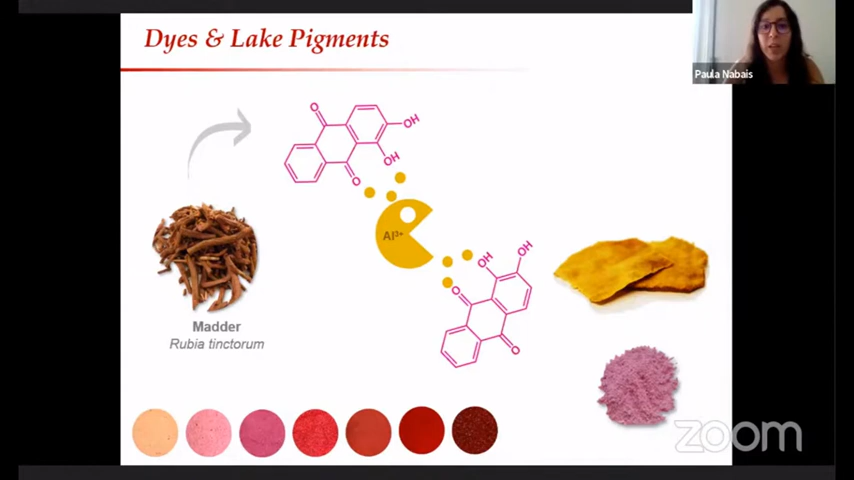 Dyes & Lake Pigments
Paula Nabais
O
OH
OH
O
Al³⁺
OH
OH
O
O
Madder
Rubia tinctorum
zoom